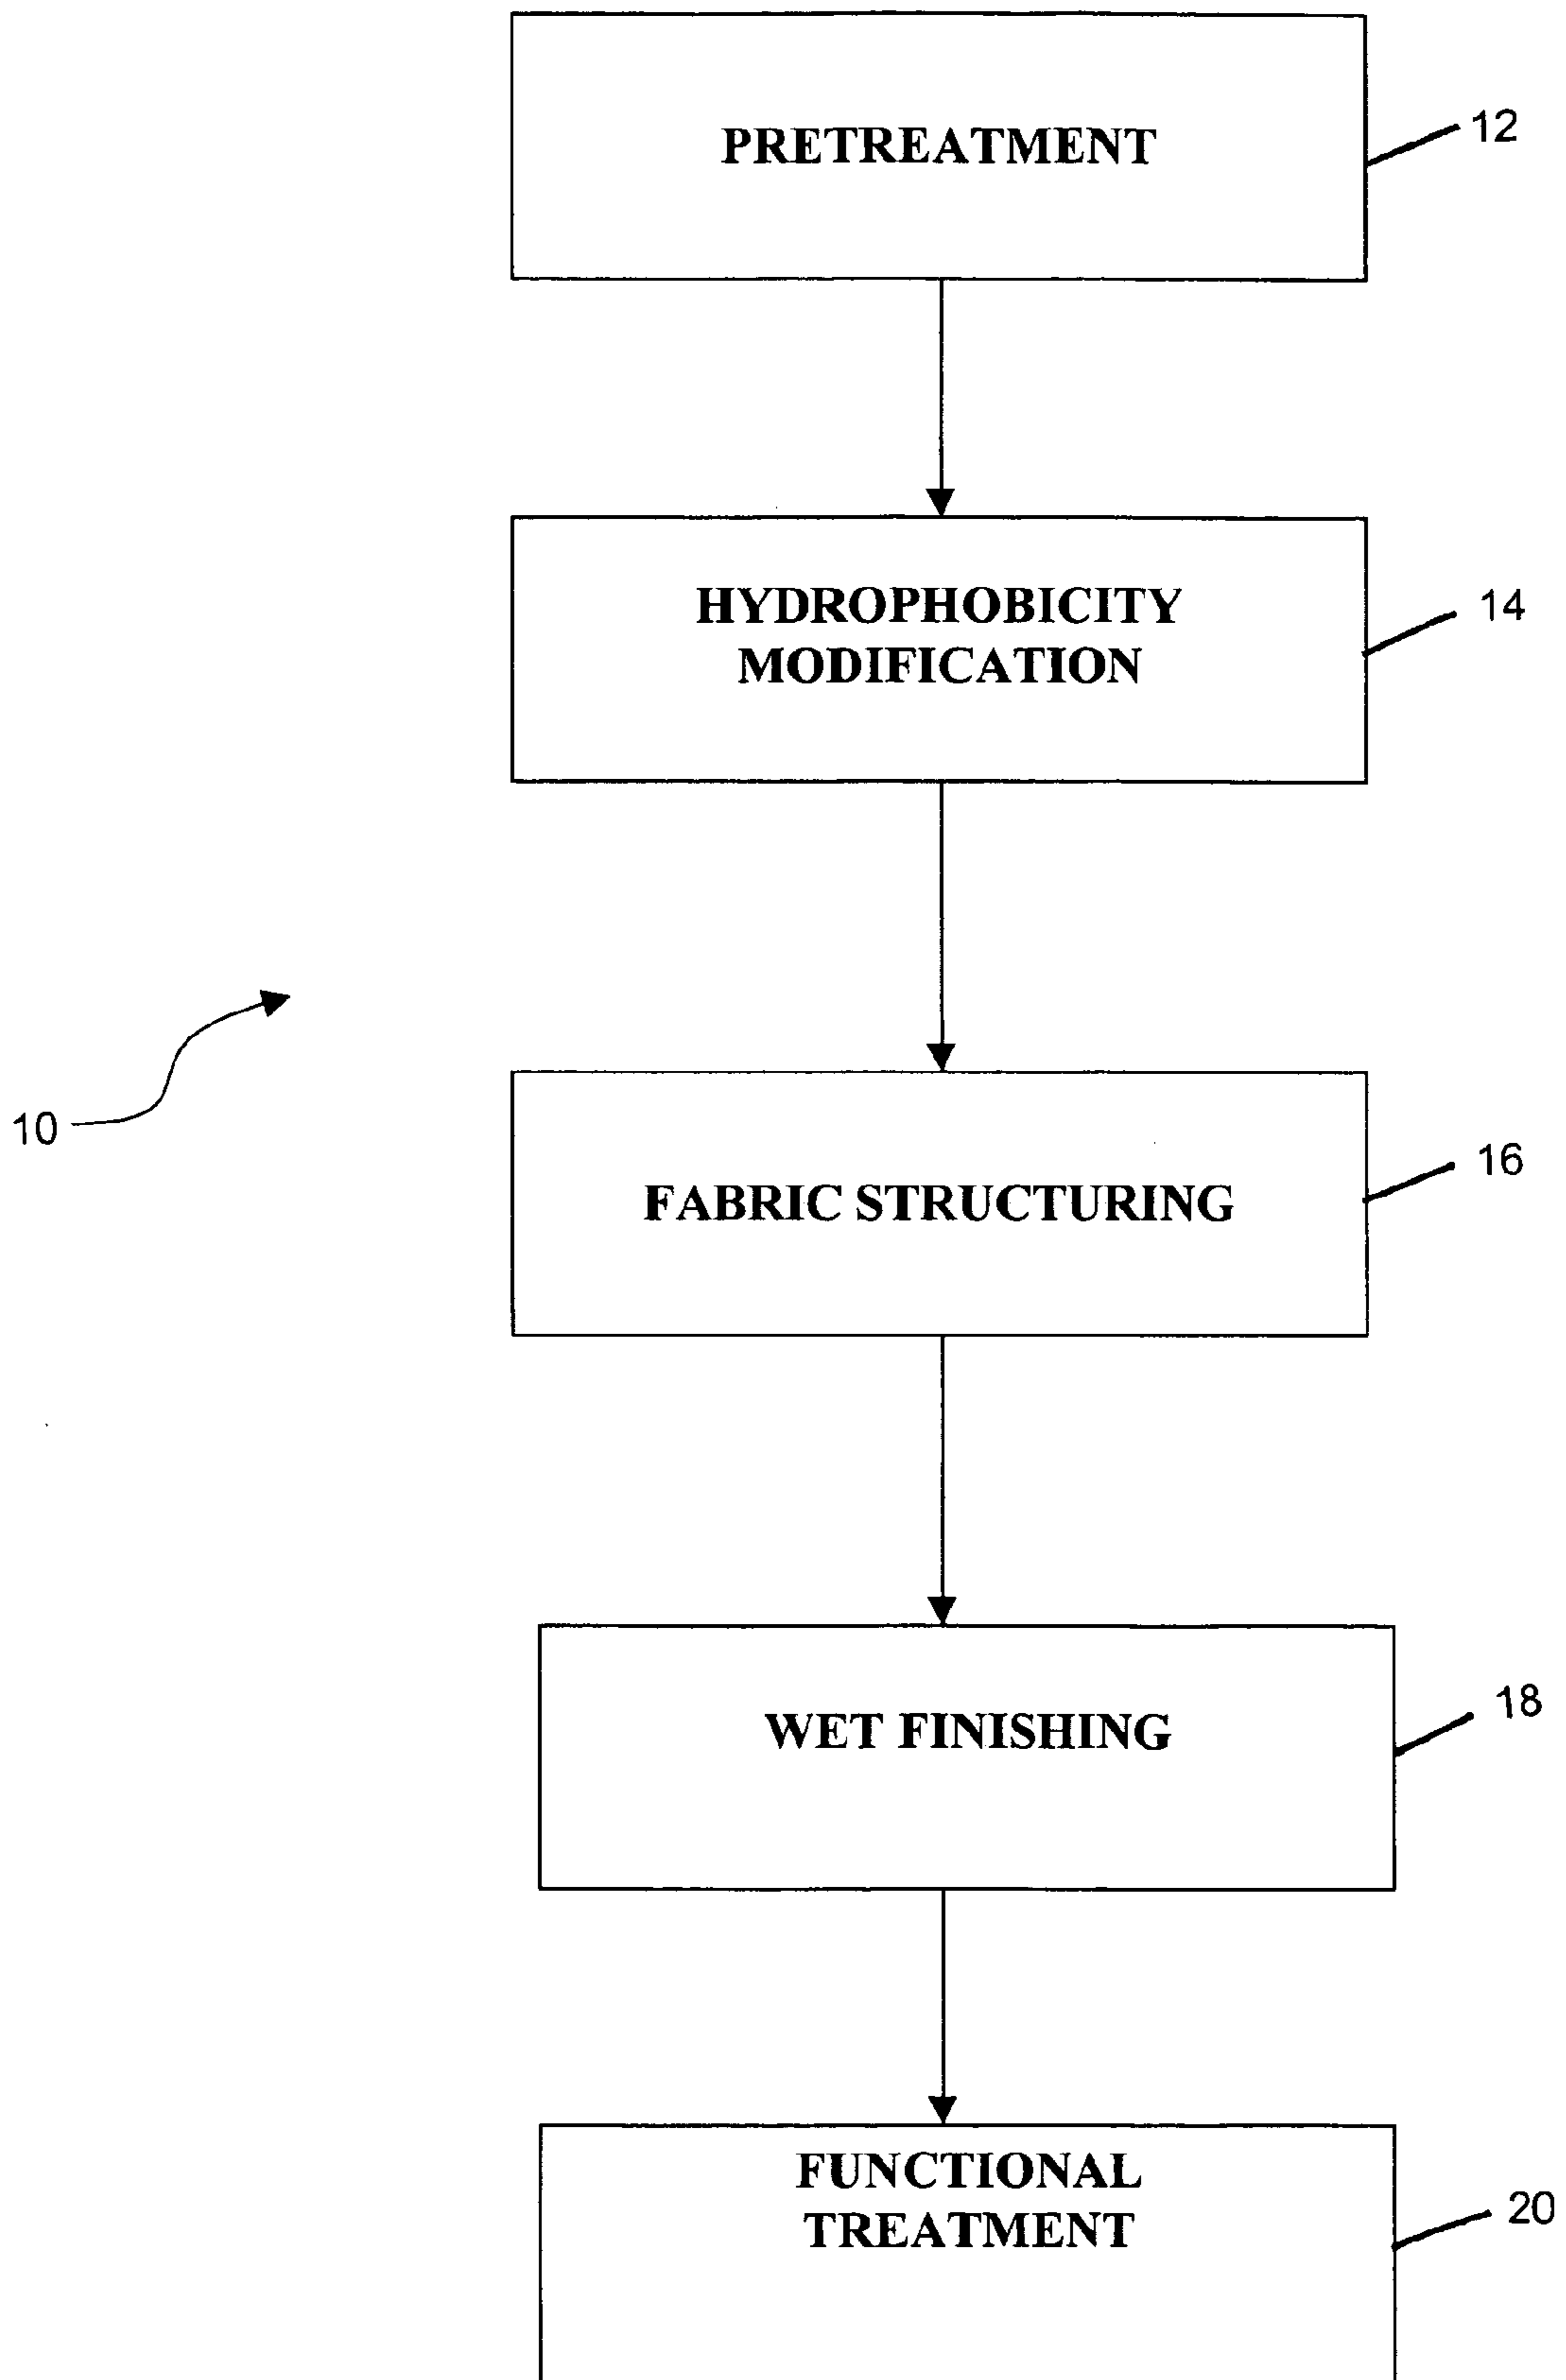 PRETREATMENT
12
HYDROPHOBICITY
MODIFICATION
14
10
FABRIC STRUCTURING
16
WET FINISHING
18
FUNCTIONAL
TREATMENT
20